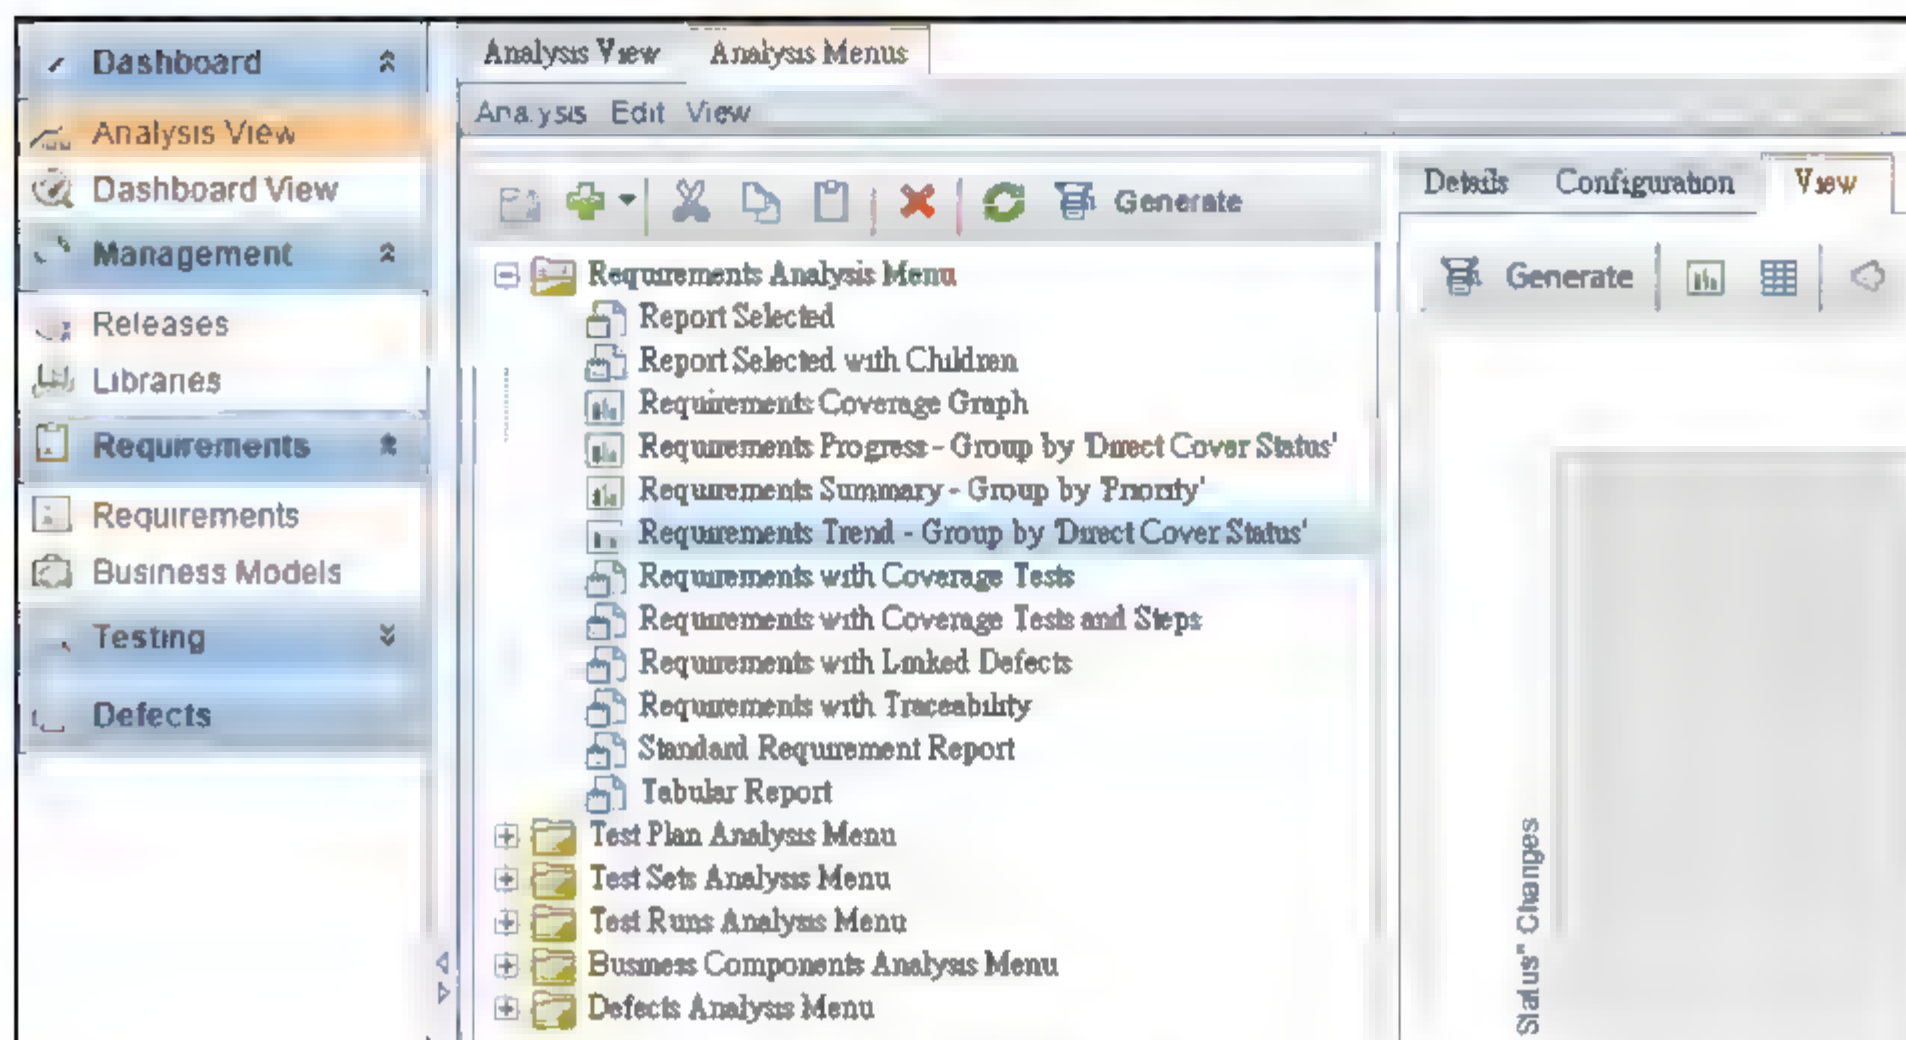 Dashboard
Analysis View
Dashboard View
Management
Releases
Libraries
Requirements
Requirements
Business Models
Testing
Defects
Analysis View Analysis Menus
Analysis Edit View
Generate
Requirements Analysis Menu
Report Selected
Report Selected with Children
Requirements Coverage Graph
Requirements Progress - Group by 'Direct Cover Status'
Requirements Summary - Group by 'Priority'
Requirements Trend - Group by 'Direct Cover Status'
Requirements with Coverage Tests
Requirements with Coverage Tests and Steps
Requirements with Linked Defects
Requirements with Traceability
Standard Requirement Report
Tabular Report
Test Plan Analysis Menu
Test Sets Analysis Menu
Test Runs Analysis Menu
Business Components Analysis Menu
Defects Analysis Menu
Details Configuration View
Generate
Status" Changes